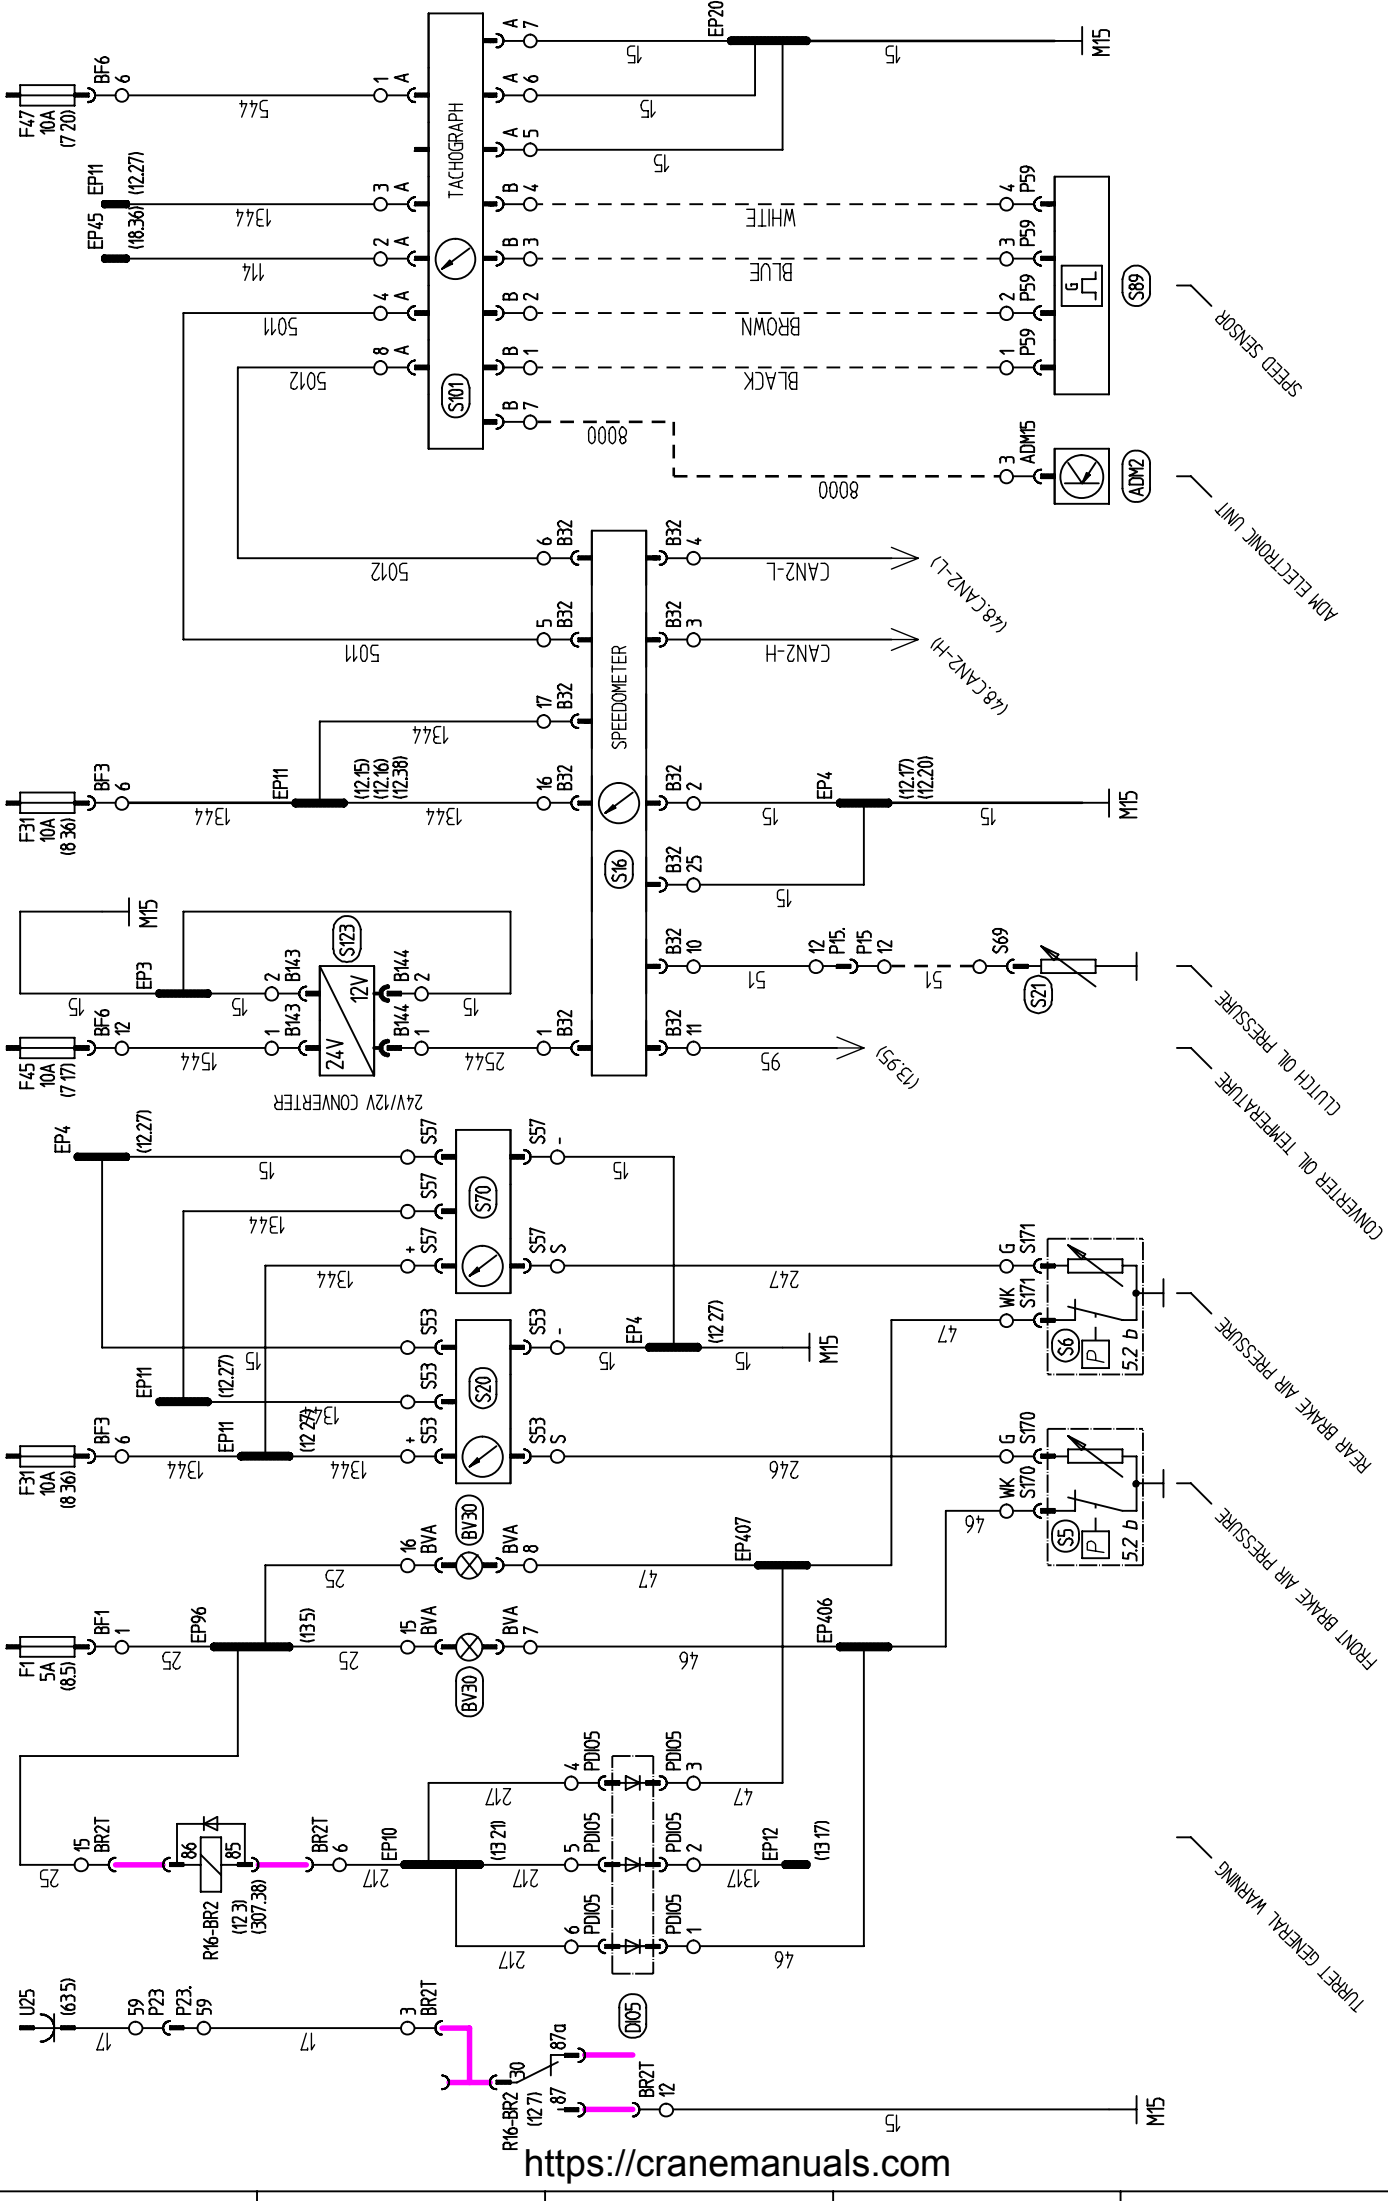 F47
10A
(7 20)
BF6
6
544
1
A
EP11
(12.27)
1344
3
A
EP45
(18.36)
114
2
A
5011
4
A
5012
8
A
TACHOGRAPH
S101
A
7
15
EP20
15
M15
A
6
15
A
5
15
B
4
WHITE
4
P59
B
3
BLUE
3
P59
B
2
BROWN
2
P59
B
1
BLACK
1
P59
G
S89
SPEED SENSOR
B
7
8000
8000
3
ADM15
ADM2
ADM ELECTRONIC UNIT
5012
6
B32
5011
5
B32
1344
17
B32
F31
10A
(8 36)
BF3
6
1344
EP11
(12.15)
(12.16)
(12.38)
1344
16
B32
SPEEDOMETER
S16
B32
4
CAN2-L
(48.CAN2-L)
B32
3
CAN2-H
(48.CAN2-H)
B32
2
15
EP4
(12.17)
(12.20)
15
M15
B32
25
15
B32
10
51
12
P15.
P15
12
51
S69
S21
CLUTCH OIL PRESSURE
B32
11
95
(13.95)
CONVERTER OIL TEMPERATURE
M15
15
EP3
15
2
B143
S123
24V
12V
B144
2
15
F45
10A
(7 17)
BF6
12
1544
1
B143
B144
1
2544
1
B32
24V/12V CONVERTER
EP4
(12.27)
15
S57
1344
S57
1344
+
S57
S70
S57
-
15
S57
S
247
G
S171
WK
S171
47
S6
P
5.2 b
REAR BRAKE AIR PRESSURE
15
S53
EP11
(12.27)
1344
S53
F31
10A
(8 36)
BF3
6
1344
EP11
(12 27)
1344
+
S53
S20
S53
-
15
EP4
(12 27)
15
M15
S53
S
246
G
S170
WK
S170
46
S5
P
5.2 b
FRONT BRAKE AIR PRESSURE
25
16
BVA
BV30
BVA
8
47
EP407
F1
5A
(8.5)
BF1
1
25
EP96
(13 5)
25
15
BVA
BV30
BVA
7
46
EP406
25
15
BR2T
86
85
R16-BR2
(12 3)
(307.38)
BR2T
6
217
EP10
(13 21)
217
4
PDIO5
PDIO5
3
47
217
5
PDIO5
PDIO5
2
1317
EP12
(13 17)
217
6
PDIO5
PDIO5
1
46
DIO5
TURRET GENERAL WARNING
U25
(63 5)
17
59
P23
P23.
59
17
3
BR2T
R16-BR2
(12 7)
30
87a
87
BR2T
12
15
M15
https://cranemanuals.com